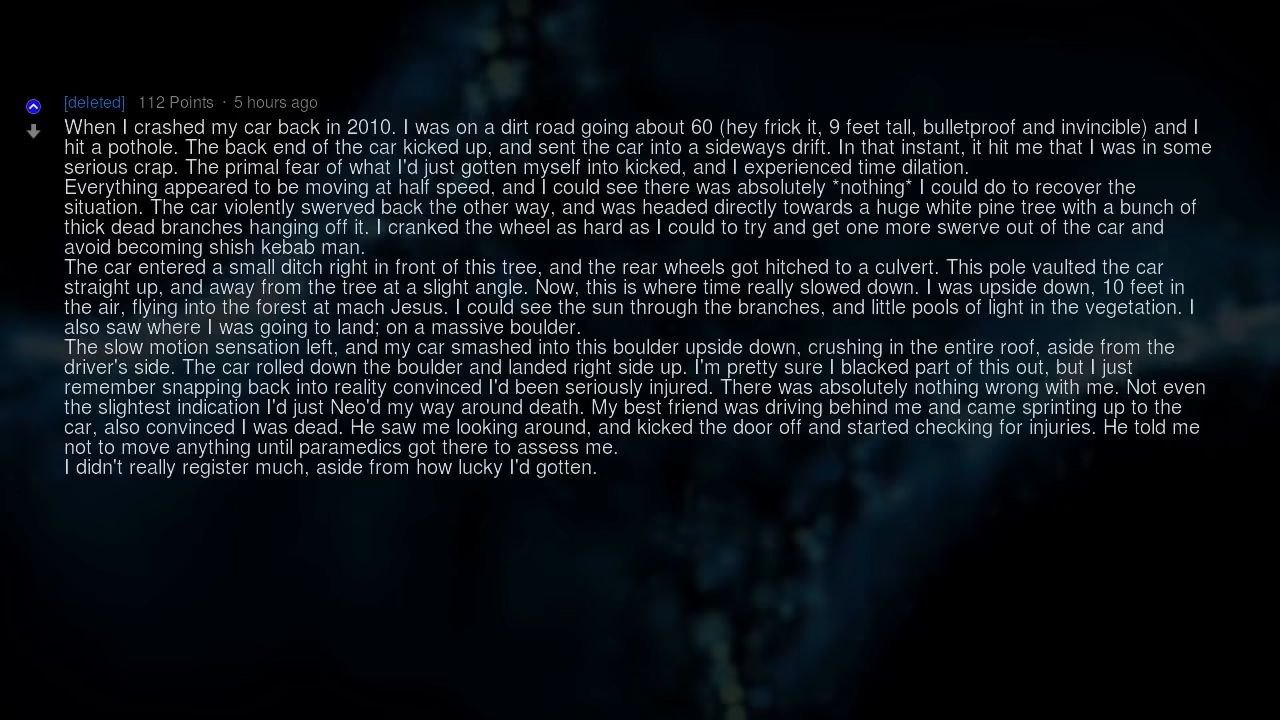 [deleted] 112 Points · 5 hours ago
When I crashed my car back in 2010. I was on a dirt road going about 60 (hey frick it, 9 feet tall, bulletproof and invincible) and I
hit a pothole. The back end of the car kicked up, and sent the car into a sideways drift. In that instant, it hit me that I was in some
serious crap. The primal fear of what I'd just gotten myself into kicked, and I experienced time dilation.
Everything appeared to be moving at half speed, and I could see there was absolutely *nothing* I could do to recover the
situation. The car violently swerved back the other way, and was headed directly towards a huge white pine tree with a bunch of
thick dead branches hanging off it. I cranked the wheel as hard as I could to try and get one more swerve out of the car and
avoid becoming shish kebab man.
The car entered a small ditch right in front of this tree, and the rear wheels got hitched to a culvert. This pole vaulted the car
straight up, and away from the tree at a slight angle. Now, this is where time really slowed down. I was upside down, 10 feet in
the air, flying into the forest at mach Jesus. I could see the sun through the branches, and little pools of light in the vegetation. I
also saw where I was going to land; on a massive boulder.
The slow motion sensation left, and my car smashed into this boulder upside down, crushing in the entire roof, aside from the
driver's side. The car rolled down the boulder and landed right side up. I'm pretty sure I blacked part of this out, but I just
remember snapping back into reality convinced I'd been seriously injured. There was absolutely nothing wrong with me. Not even
the slightest indication I'd just Neo'd my way around death. My best friend was driving behind me and came sprinting up to the
car, also convinced I was dead. He saw me looking around, and kicked the door off and started checking for injuries. He told me
not to move anything until paramedics got there to assess me.
I didn't really register much, aside from how lucky I'd gotten.